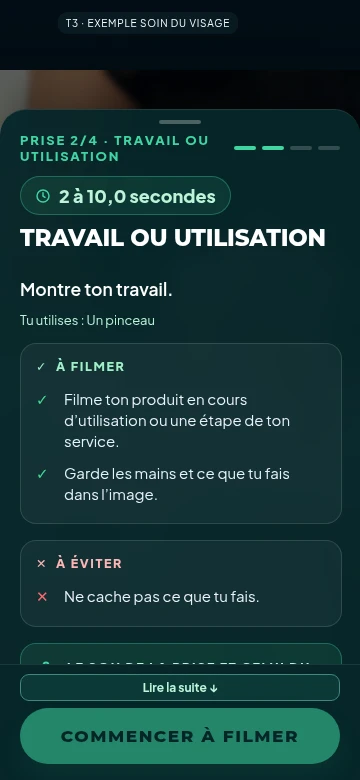 T3 · EXEMPLE SOIN DU VISAGE
PRISE 2/4 · TRAVAIL OU
UTILISATION
2 à 10,0 secondes
TRAVAIL OU UTILISATION
Montre ton travail.
Tu utilises : Un pinceau
✓ À FILMER
✓ Filme ton produit en cours
d'utilisation ou une étape de ton
service.
✓ Garde les mains et ce que tu fais
dans l'image.
✕ À ÉVITER
✕ Ne cache pas ce que tu fais.
Lire la suite ↓
COMMENCER À FILMER